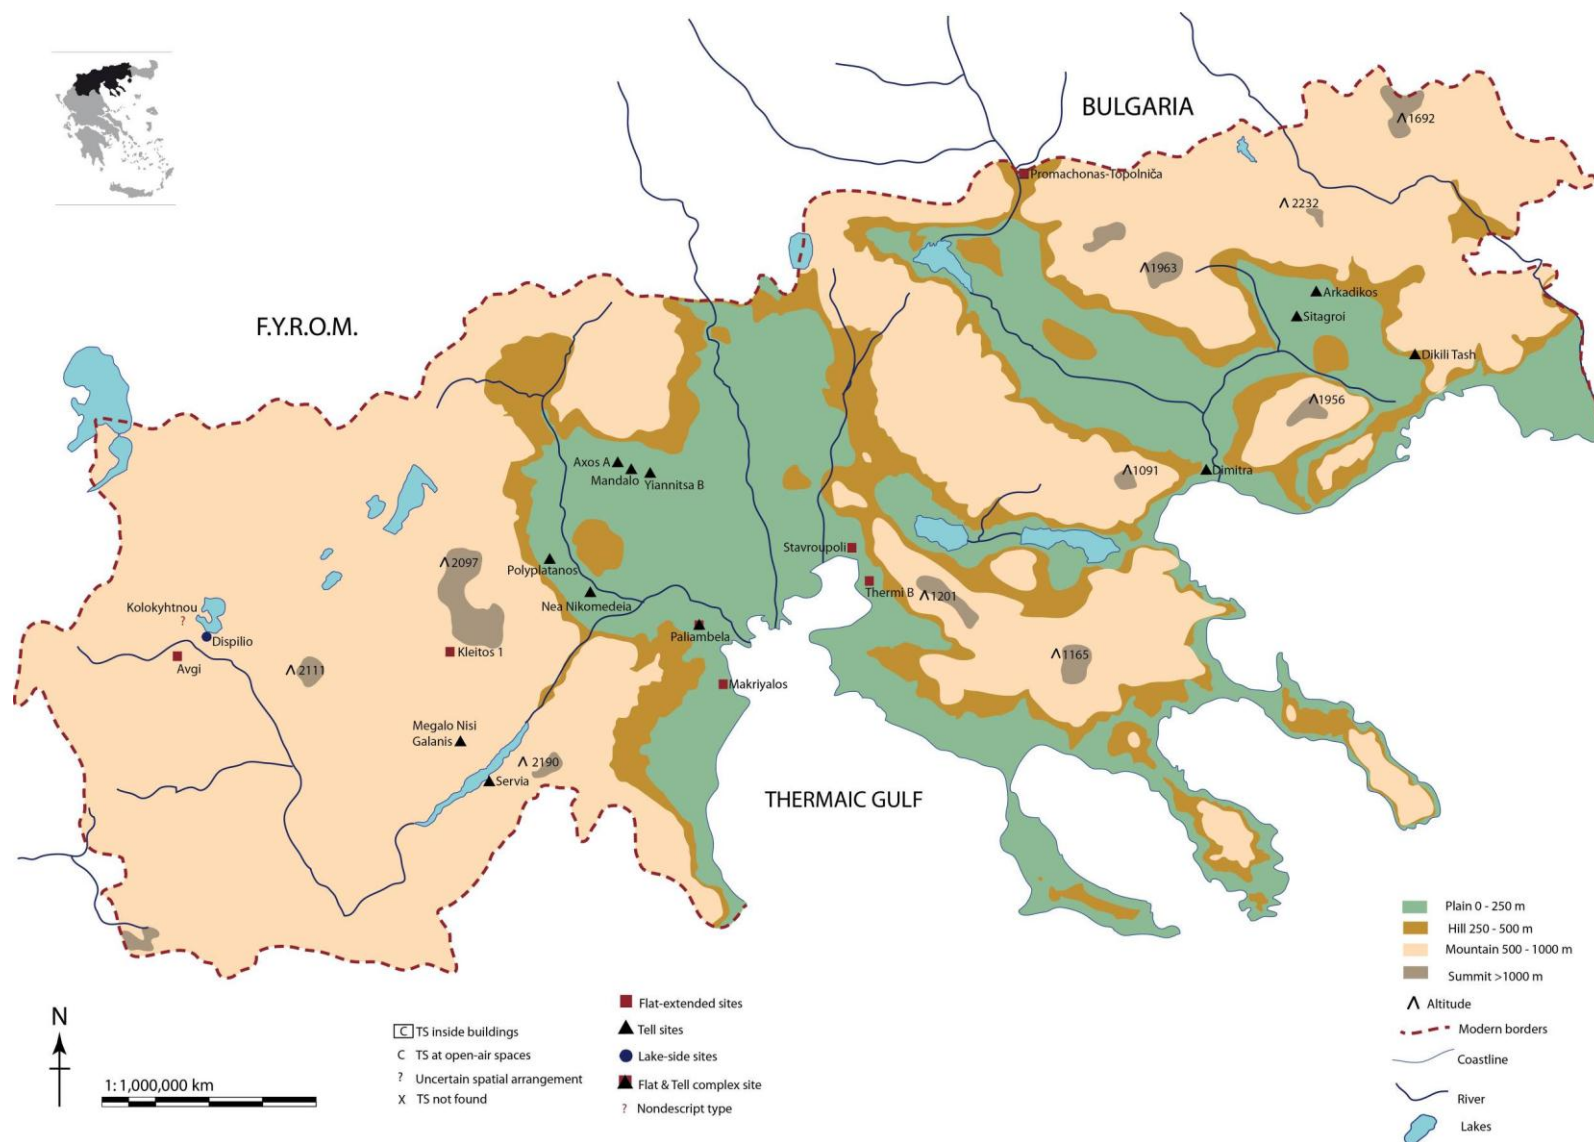 BULGARIA
F.Y.R.O.M.
THERMAIC GULF
Λ1692
Promachonas-Topolniča
Λ 2232
Λ1963
Arkadikos
Sitagroi
Dikili Tash
Λ1956
Axos A
Mandalo
Yiannitsa B
Λ1091
Dimitra
Stavroupoli
Λ2097
Polyplatanos
Thermi B
Nea Nikomedeia
Λ1201
Kolokyhtnou
?
Dispilio
Paliambela
Avgi
Kleitos 1
Λ 2111
Λ1165
Makriyalos
Megalo Nisi
Galanis
Λ 2190
Servia
N
1: 1,000,000 km
C TS inside buildings
C TS at open-air spaces
? Uncertain spatial arrangement
X TS not found
Flat-extended sites
Tell sites
Lake-side sites
Flat & Tell complex site
? Nondescript type
Plain 0 - 250 m
Hill 250 - 500 m
Mountain 500 - 1000 m
Summit >1000 m
Λ Altitude
Modern borders
Coastline
River
Lakes